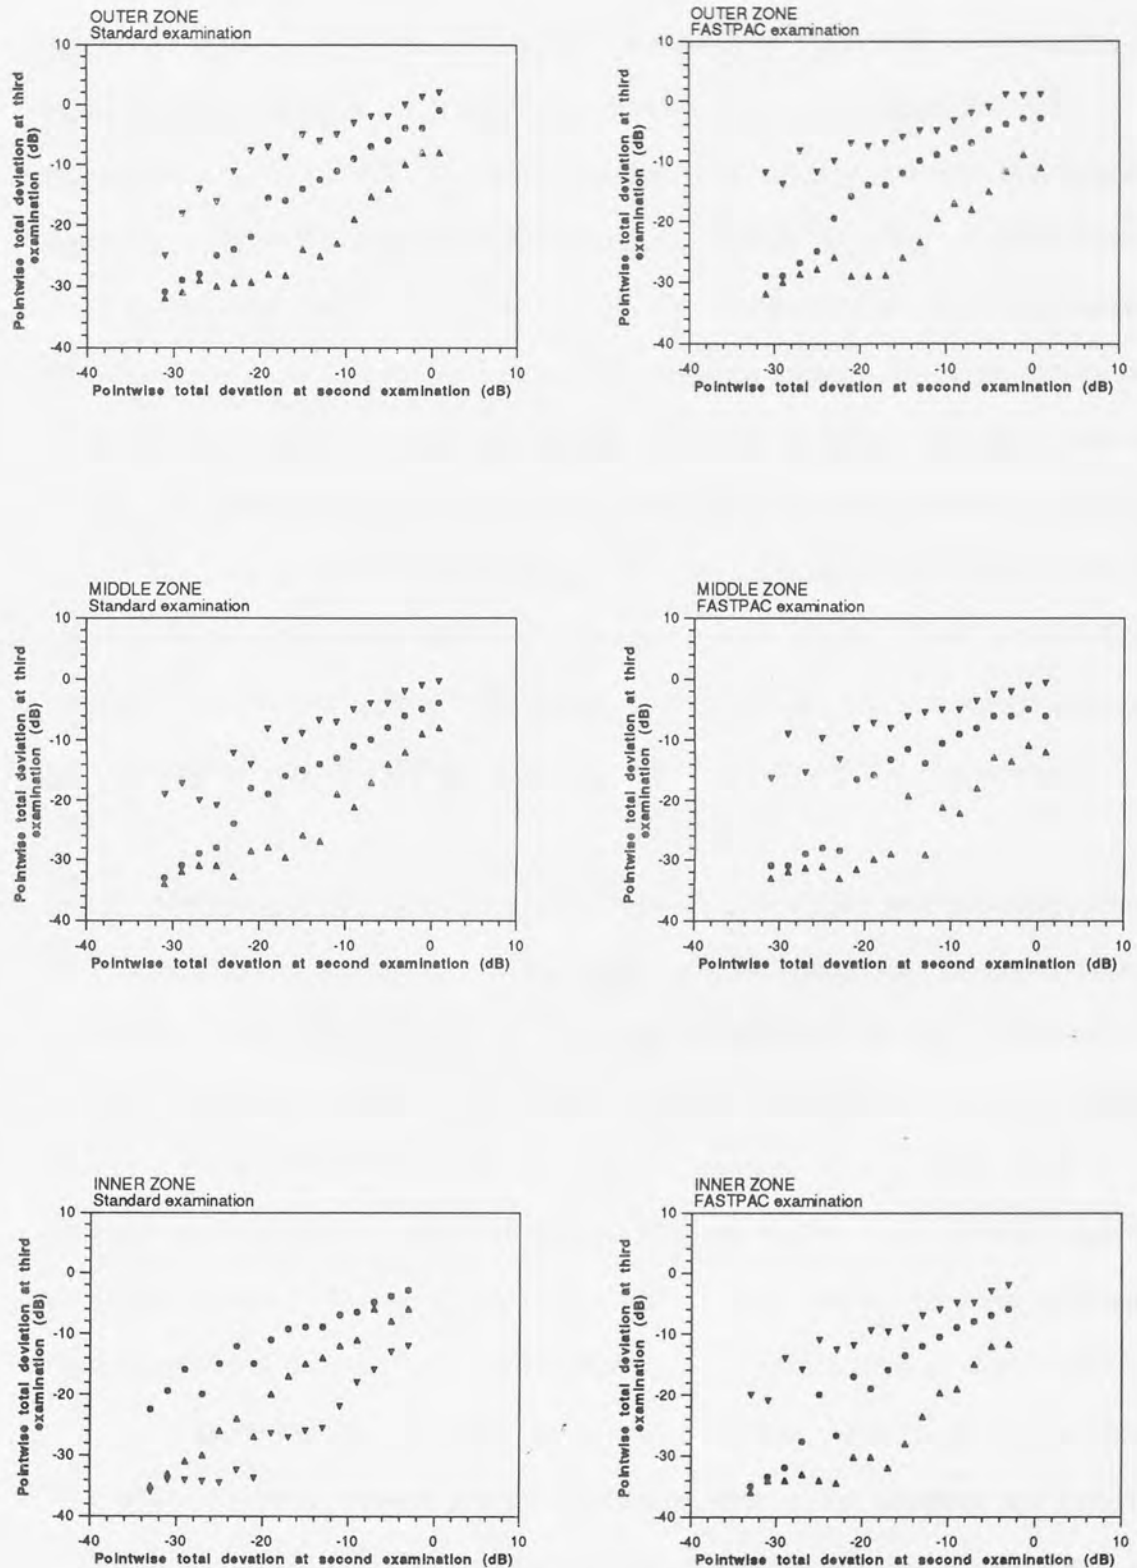 OUTER ZONE
Standard examination
10
0
-10
-20
-30
-40
-40
-30
-20
-10
0
10
Pointwise total deviation at third
examination (dB)
Pointwise total devation at second examination (dB)
OUTER ZONE
FASTPAC examination
10
0
-10
-20
-30
-40
-40
-30
-20
-10
0
10
Pointwise total deviation at third
examination (dB)
Pointwise total devation at second examination (dB)
MIDDLE ZONE
Standard examination
10
0
-10
-20
-30
-40
-40
-30
-20
-10
0
10
Pointwise total deviation at third
examination (dB)
Pointwise total devation at second examination (dB)
MIDDLE ZONE
FASTPAC examination
10
0
-10
-20
-30
-40
-40
-30
-20
-10
0
10
Pointwise total deviation at third
examination (dB)
Pointwise total devation at second examination (dB)
INNER ZONE
Standard examination
10
0
-10
-20
-30
-40
-40
-30
-20
-10
0
10
Pointwise total deviation at third
examination (dB)
Pointwise total devation at second examination (dB)
INNER ZONE
FASTPAC examination
10
0
-10
-20
-30
-40
-40
-30
-20
-10
0
10
Pointwise total deviation at third
examination (dB)
Pointwise total devation at second examination (dB)